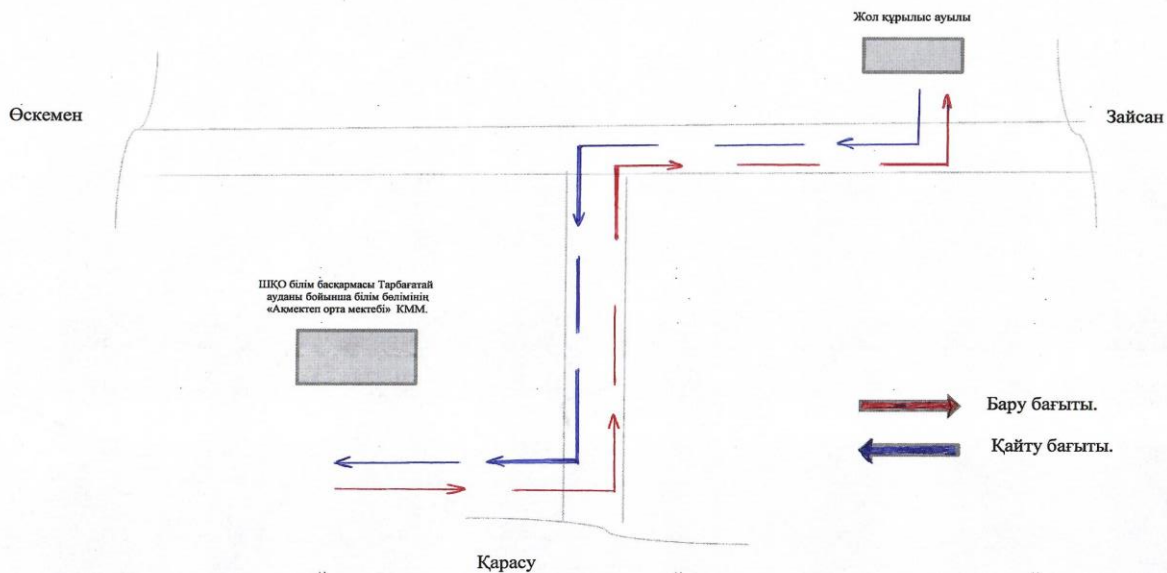 Жол құрылыс ауылы
Өскемен
Зайсан
ШҚО білім басқармасы Тарбағатай
ауданы бойынша білім бөлімінің
«Ақмектеп орта мектебі» КММ.
Бару бағыты.
Қайту бағыты.
Қарасу